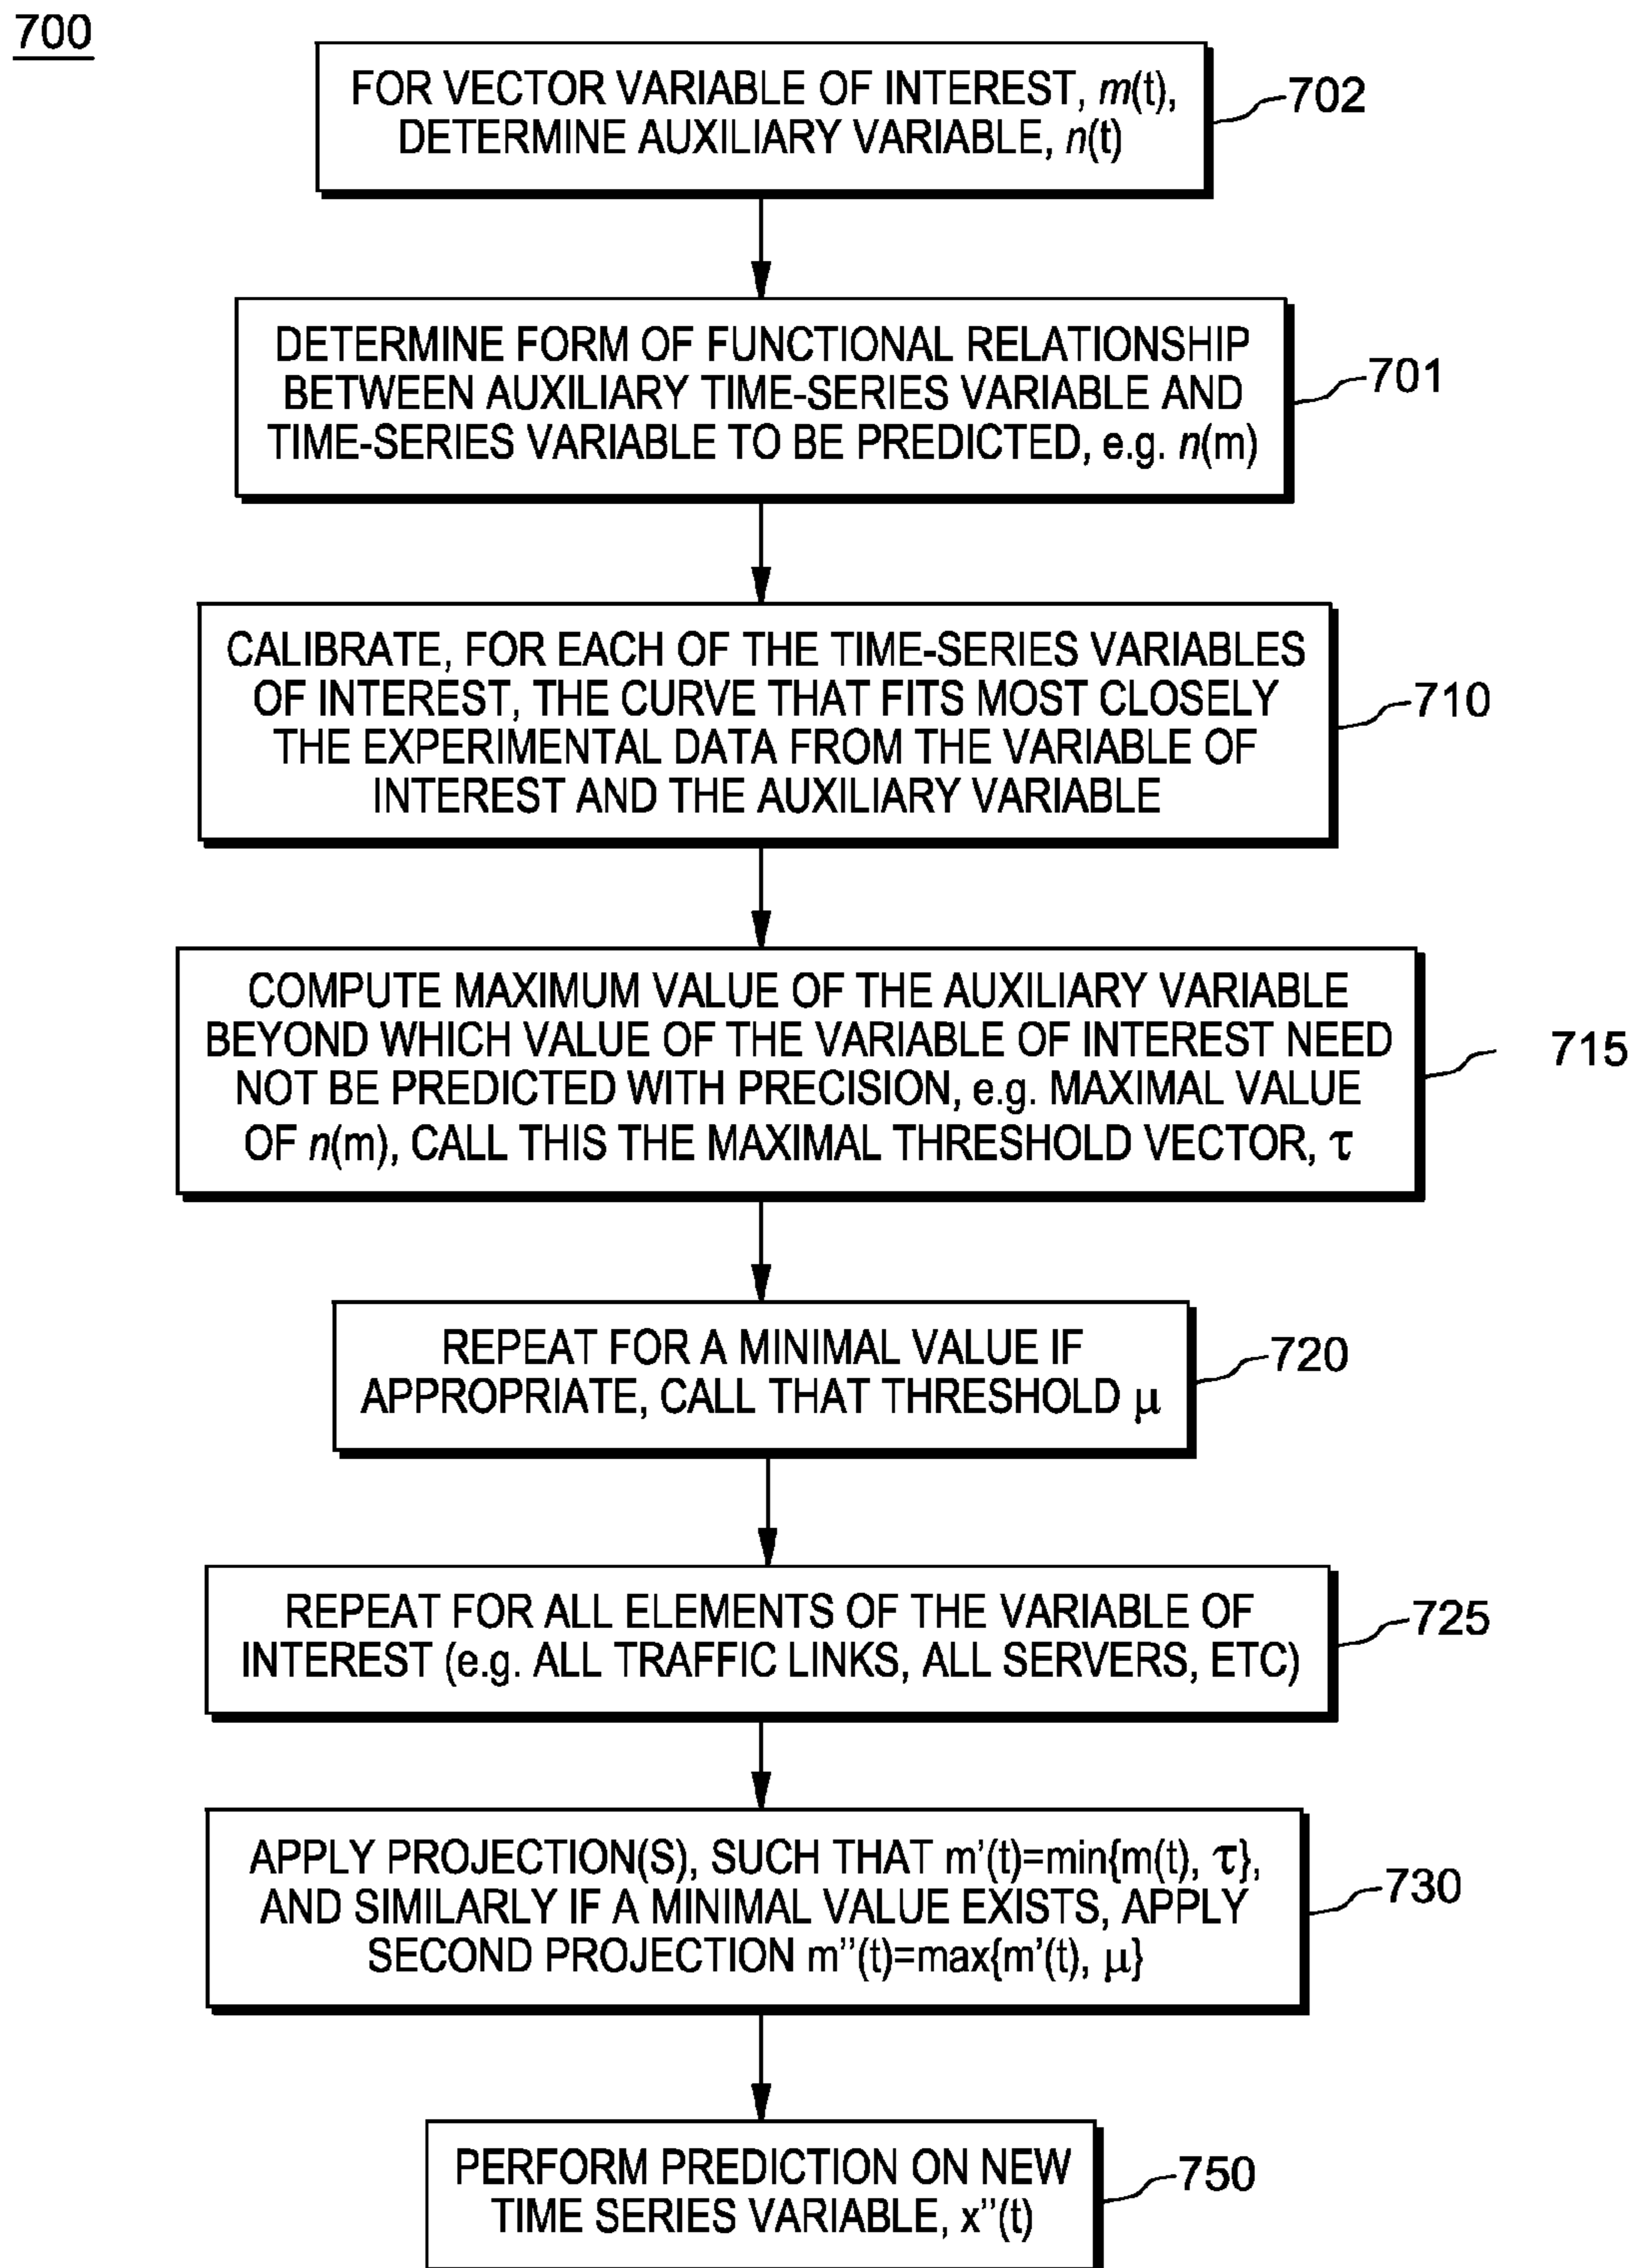 700
FOR VECTOR VARIABLE OF INTEREST, m(t),
DETERMINE AUXILIARY VARIABLE, n(t)
702
DETERMINE FORM OF FUNCTIONAL RELATIONSHIP
BETWEEN AUXILIARY TIME-SERIES VARIABLE AND
TIME-SERIES VARIABLE TO BE PREDICTED, e.g. n(m)
701
CALIBRATE, FOR EACH OF THE TIME-SERIES VARIABLES
OF INTEREST, THE CURVE THAT FITS MOST CLOSELY
THE EXPERIMENTAL DATA FROM THE VARIABLE OF
INTEREST AND THE AUXILIARY VARIABLE
710
COMPUTE MAXIMUM VALUE OF THE AUXILIARY VARIABLE
BEYOND WHICH VALUE OF THE VARIABLE OF INTEREST NEED
NOT BE PREDICTED WITH PRECISION, e.g. MAXIMAL VALUE
OF n(m), CALL THIS THE MAXIMAL THRESHOLD VECTOR, τ
715
REPEAT FOR A MINIMAL VALUE IF
APPROPRIATE, CALL THAT THRESHOLD μ
720
REPEAT FOR ALL ELEMENTS OF THE VARIABLE OF
INTEREST (e.g. ALL TRAFFIC LINKS, ALL SERVERS, ETC)
725
APPLY PROJECTION(S), SUCH THAT m'(t)=min{m(t), τ},
AND SIMILARLY IF A MINIMAL VALUE EXISTS, APPLY
SECOND PROJECTION m''(t)=max{m'(t), μ}
730
PERFORM PREDICTION ON NEW
TIME SERIES VARIABLE, x''(t)
750